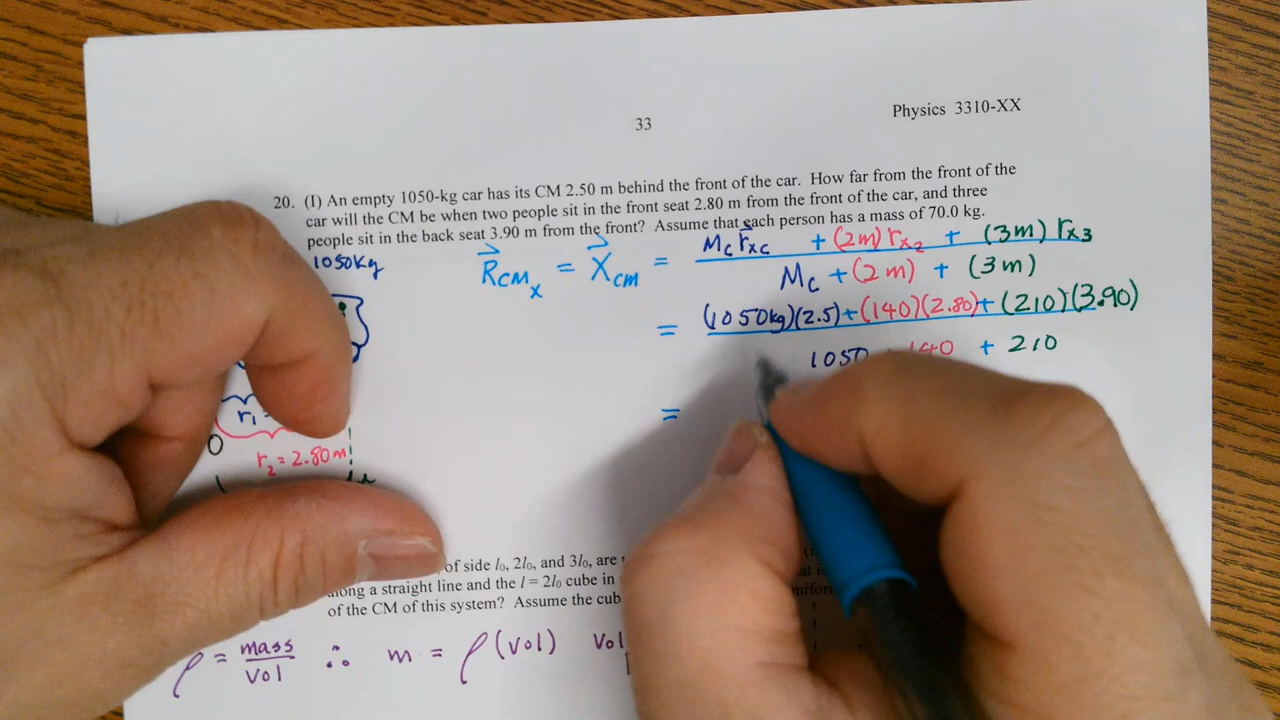 Physics 3310-XX
33
20. (I) An empty 1050-kg car has its CM 2.50 m behind the front of the car. How far from the front of the
car will the CM be when two people sit in the front seat 2.80 m from the front of the car, and three
people sit in the back seat 3.90 m from the front? Assume that each person has a mass of 70.0 kg.
1050kg
R⃗CMx = X⃗cm = Mc r⃗xc + (2m) rx2 + (3m) rx3
Mc + (2m) + (3m)
= (1050kg)(2.5)+(140)(2.80)+(210)(3.90)
1050 140 + 210
=
r1 =
0
r2 = 2.80m
of side l0, 2l0, and 3l0, are
along a straight line and the l = 2l0 cube in
of the CM of this system? Assume the cub
ρ = mass/vol ∴ m = ρ(vol) vol